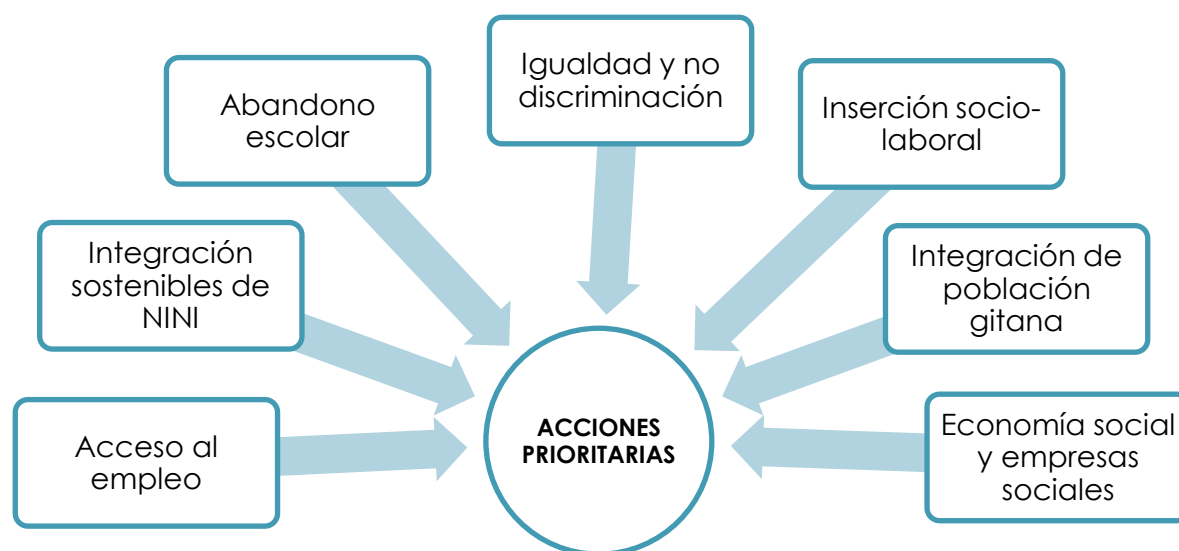 Igualdad y no
discriminación
Abandono
escolar
Inserción socio-
laboral
Integración
sostenibles de
NINI
Integración de
población
gitana
Acceso al
empleo
ACCIONES
PRIORITARIAS
Economía social
y empresas
sociales